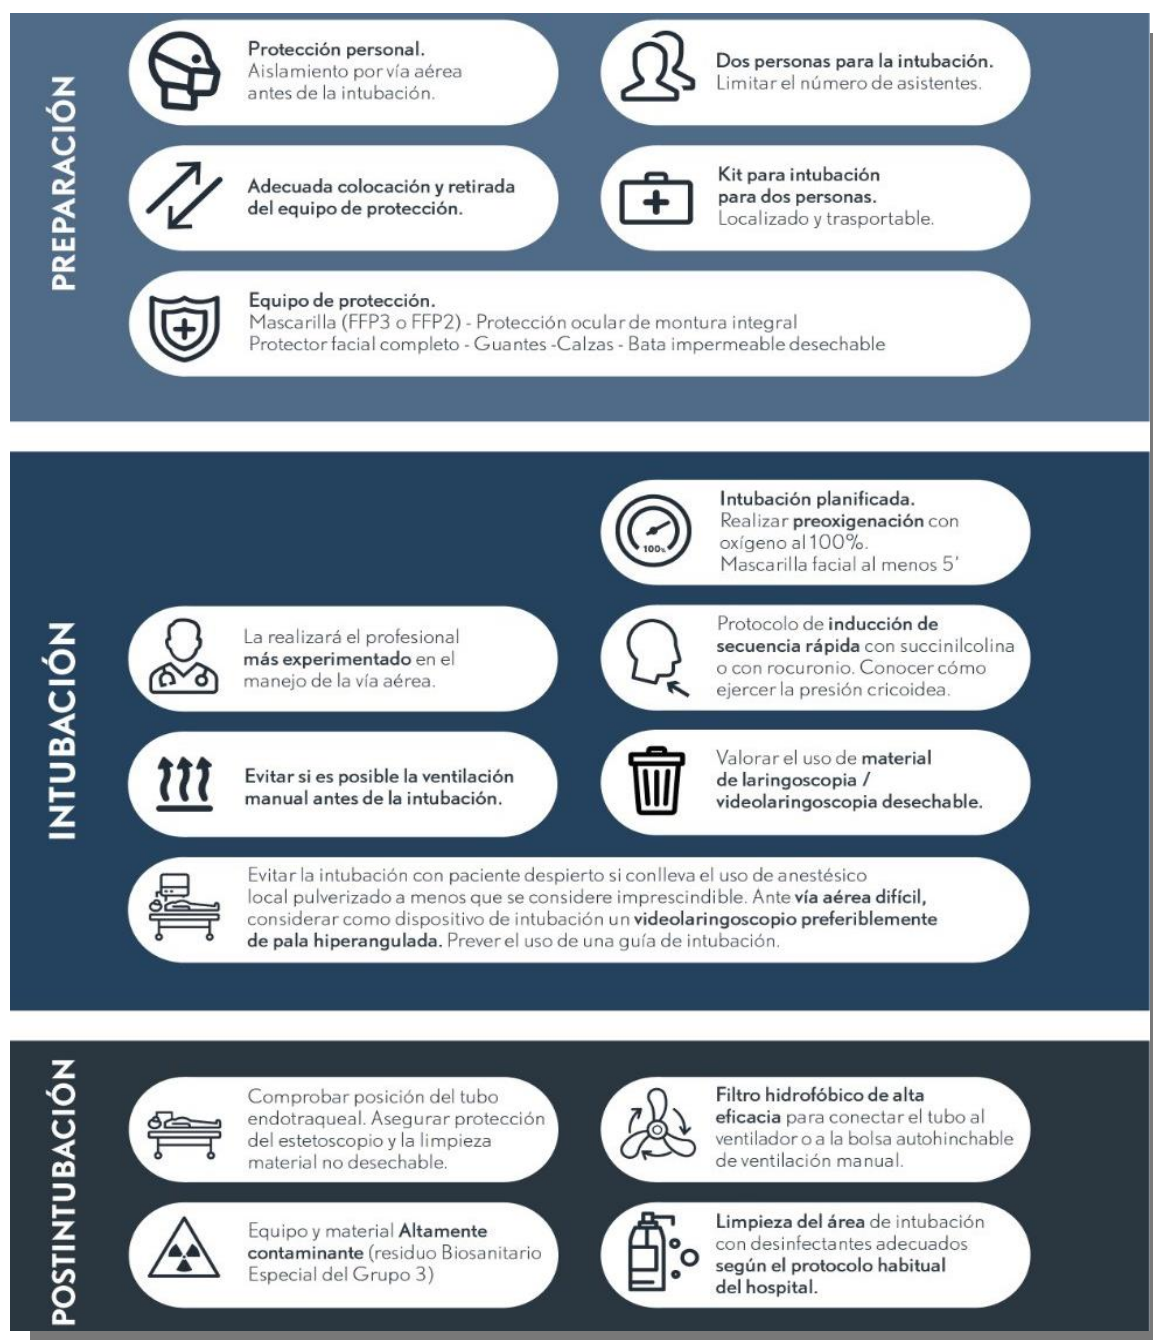 PREPARACIÓN
Protección personal.
Aislamiento por vía aérea
antes de la intubación.
Dos personas para la intubación.
Limitar el número de asistentes.
Adecuada colocación y retirada
del equipo de protección.
Kit para intubación
para dos personas.
Localizado y trasportable.
Equipo de protección.
Mascarilla (FFP3 o FFP2) - Protección ocular de montura integral
Protector facial completo - Guantes -Calzas - Bata impermeable desechable
INTUBACIÓN
100%
Intubación planificada.
Realizar preoxigenación con
oxígeno al 100%.
Mascarilla facial al menos 5'
La realizará el profesional
más experimentado en el
manejo de la vía aérea.
Protocolo de inducción de
secuencia rápida con succinilcolina
o con rocuronio. Conocer cómo
ejercer la presión cricoidea.
Evitar si es posible la ventilación
manual antes de la intubación.
Valorar el uso de material
de laringoscopia /
videolaringoscopia desechable.
Evitar la intubación con paciente despierto si conlleva el uso de anestésico
local pulverizado a menos que se considere imprescindible. Ante vía aérea difícil,
considerar como dispositivo de intubación un videolaringoscopio preferiblemente
de pala hiperangulada. Prever el uso de una guía de intubación.
POSTINTUBACIÓN
Comprobar posición del tubo
endotraqueal. Asegurar protección
del estetoscopio y la limpieza
material no desechable.
Filtro hidrofóbico de alta
eficacia para conectar el tubo al
ventilador o a la bolsa autohinchable
de ventilación manual.
Equipo y material Altamente
contaminante (residuo Biosanitario
Especial del Grupo 3)
Limpieza del área de intubación
con desinfectantes adecuados
según el protocolo habitual
del hospital.